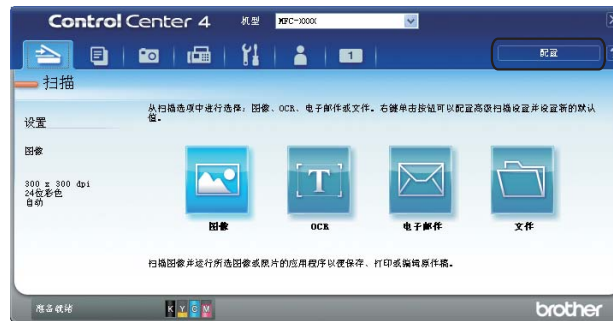 Control Center 4 机型 MFC-XXXX
1 配置
扫描
从扫描选项中进行选择: 图像、OCR、电子邮件或文件。右键单击按钮可以配置高级扫描设置并设置新的默认
值。
设置
图像
300 x 300 dpi
24位彩色
自动
图像 OCR 电子邮件 文件
扫描图像并运行所选图像或照片的应用程序以便保存、打印或编辑原作稿。
准备就绪 K Y C M brother